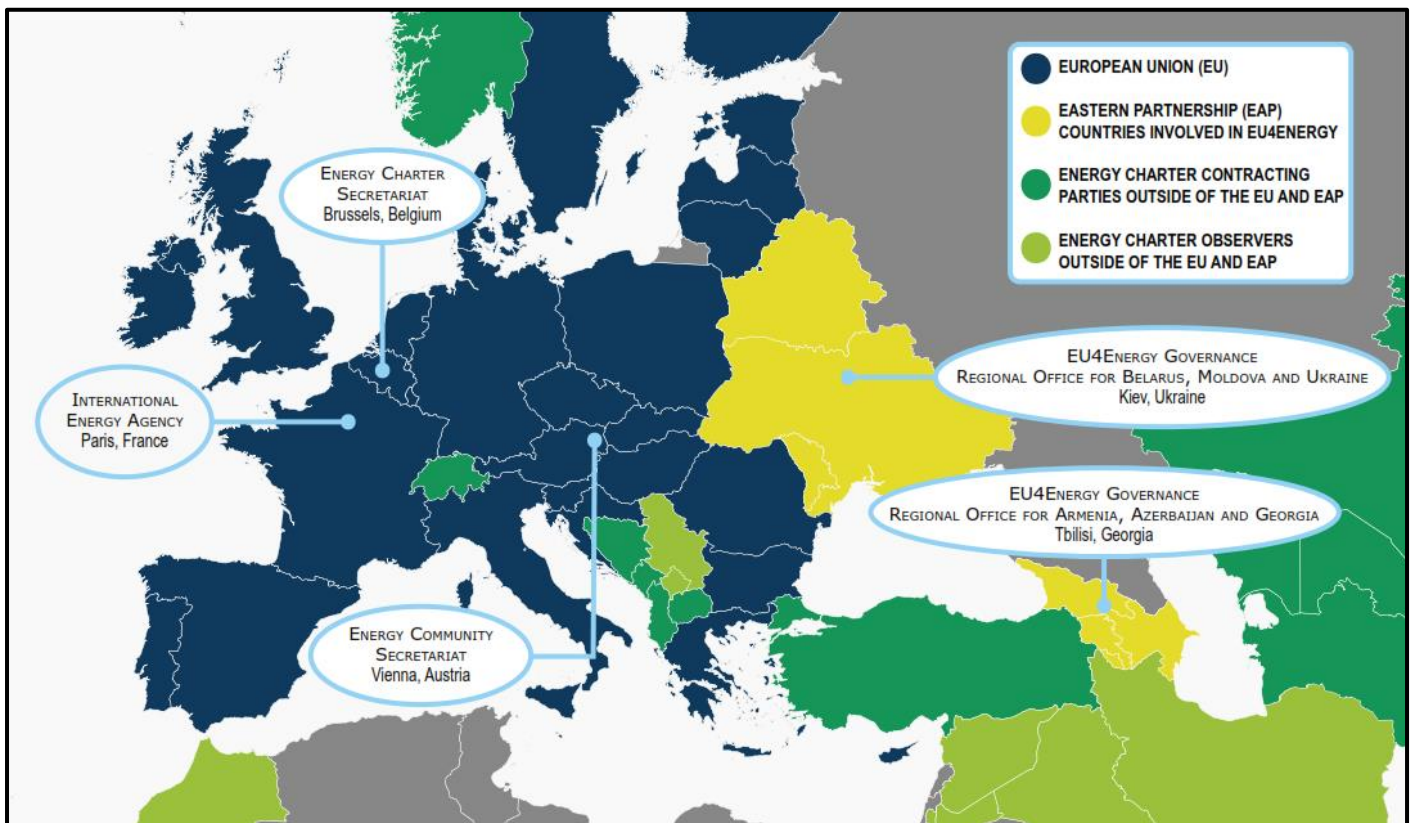 EUROPEAN UNION (EU)
EASTERN PARTNERSHIP (EAP)
COUNTRIES INVOLVED IN EU4ENERGY
ENERGY CHARTER CONTRACTING
PARTIES OUTSIDE OF THE EU AND EAP
ENERGY CHARTER OBSERVERS
OUTSIDE OF THE EU AND EAP
ENERGY CHARTER
SECRETARIAT
Brussels, Belgium
INTERNATIONAL
ENERGY AGENCY
Paris, France
EU4ENERGY GOVERNANCE
REGIONAL OFFICE FOR BELARUS, MOLDOVA AND UKRAINE
Kiev, Ukraine
EU4ENERGY GOVERNANCE
REGIONAL OFFICE FOR ARMENIA, AZERBAIJAN AND GEORGIA
Tbilisi, Georgia
ENERGY COMMUNITY
SECRETARIAT
Vienna, Austria